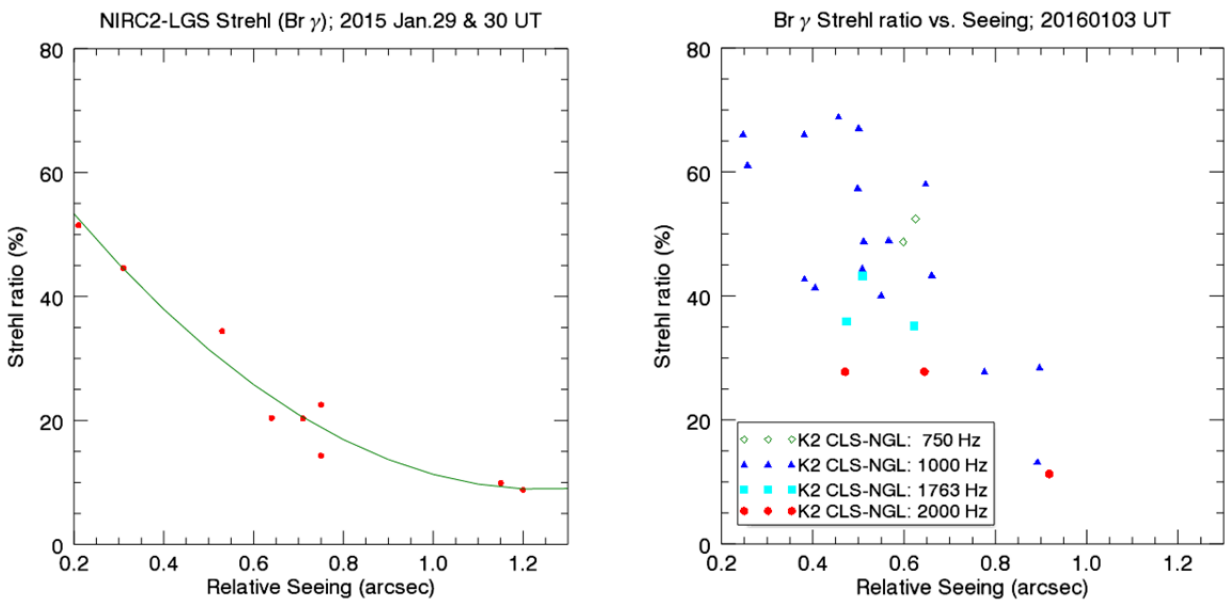 NIRC2-LGS Strehl (Br γ); 2015 Jan.29 & 30 UT
80
60
40
20
0
Strehl ratio (%)
0.2 0.4 0.6 0.8 1.0 1.2
Relative Seeing (arcsec)
Br γ Strehl ratio vs. Seeing; 20160103 UT
80
60
40
20
0
Strehl ratio (%)
K2 CLS-NGL: 750 Hz
K2 CLS-NGL: 1000 Hz
K2 CLS-NGL: 1763 Hz
K2 CLS-NGL: 2000 Hz
0.2 0.4 0.6 0.8 1.0 1.2
Relative Seeing (arcsec)